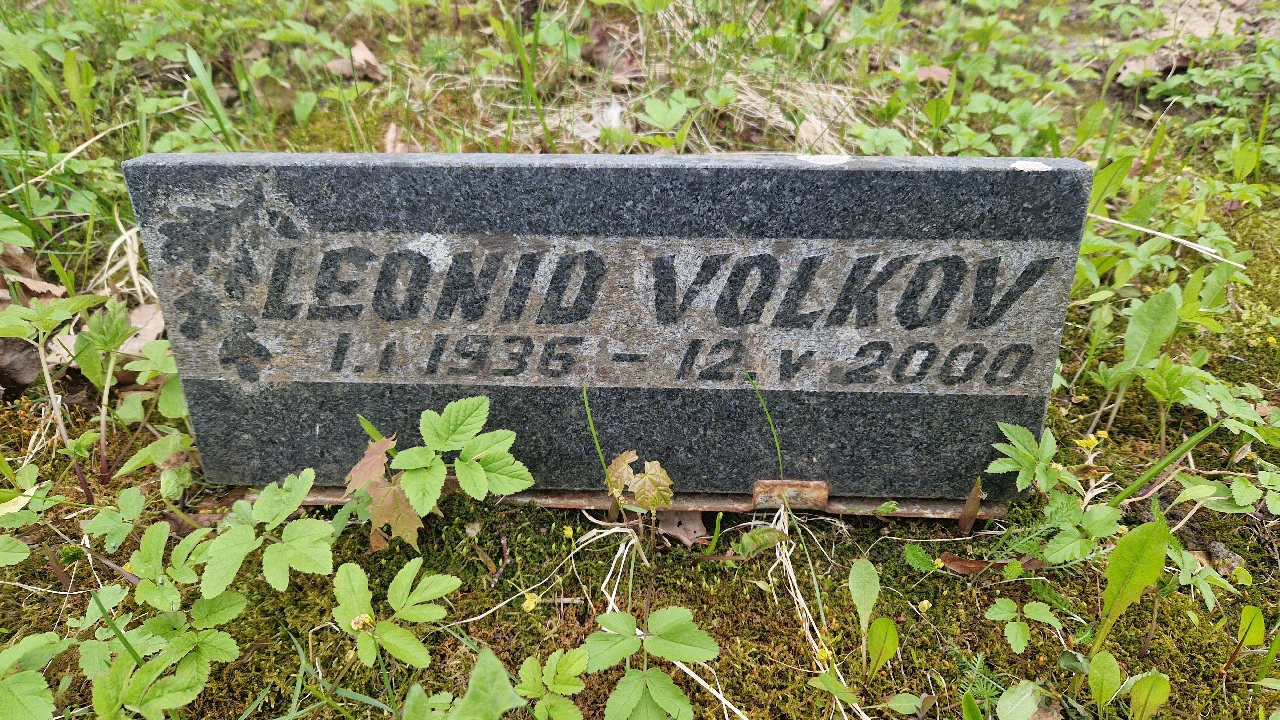 LEONID VOLKOV
1. I 1936 – 12. V 2000